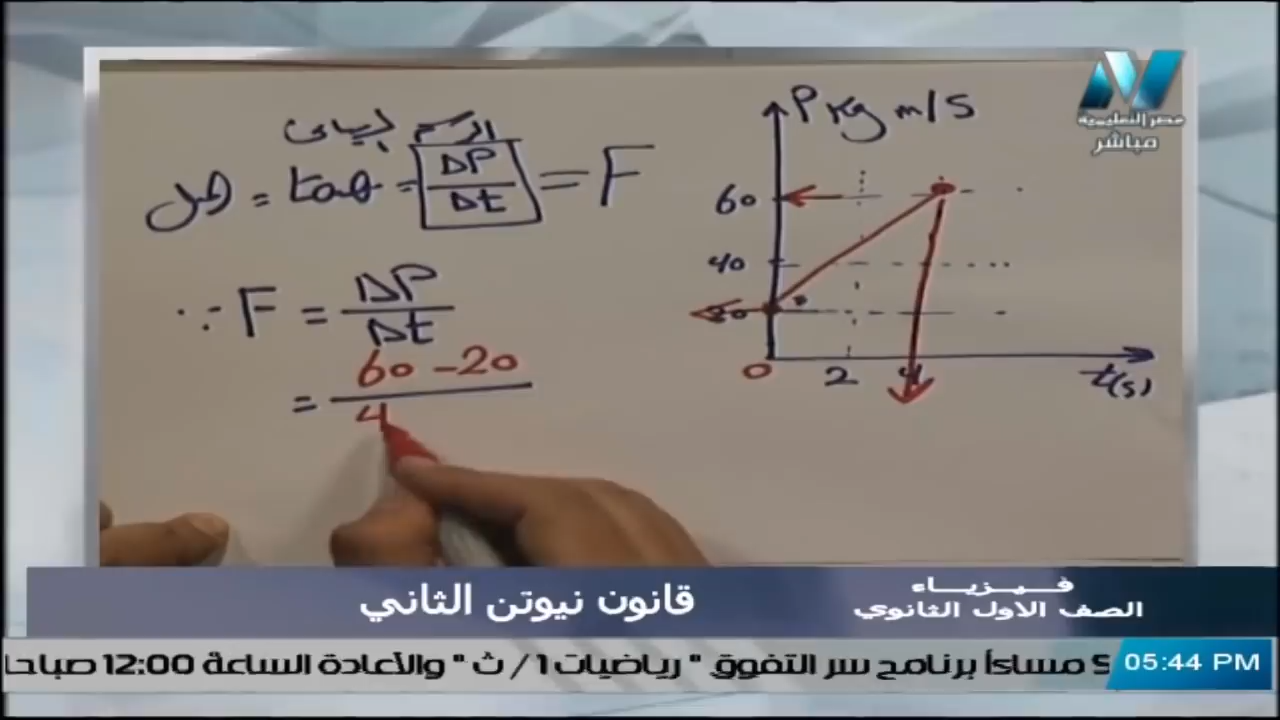 مصر التعليمية
مباشر
الرسم البياني
الميل = tan θ = ΔP/Δt = F
∵ F = ΔP/Δt
= 60 - 20
4
P kg m/s
60
40
20
0 2 4 t(s)
فيزياء
الصف الاول الثانوي
قانون نيوتن الثاني
05:44 PM
مساءاً برنامج سر التفوق " رياضيات 1 / ث " والأعادة الساعة 12:00 صباحا